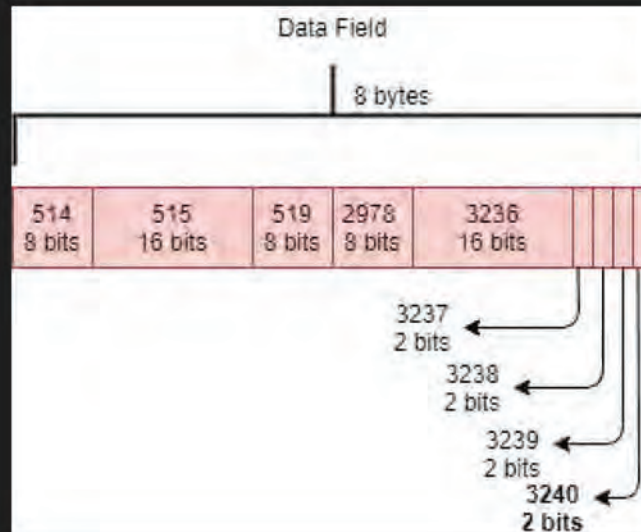 Data Field
8 bytes
514 515 519 2978 3236
8 bits 16 bits 8 bits 8 bits 16 bits
3237
2 bits
3238
2 bits
3239
2 bits
3240
2 bits